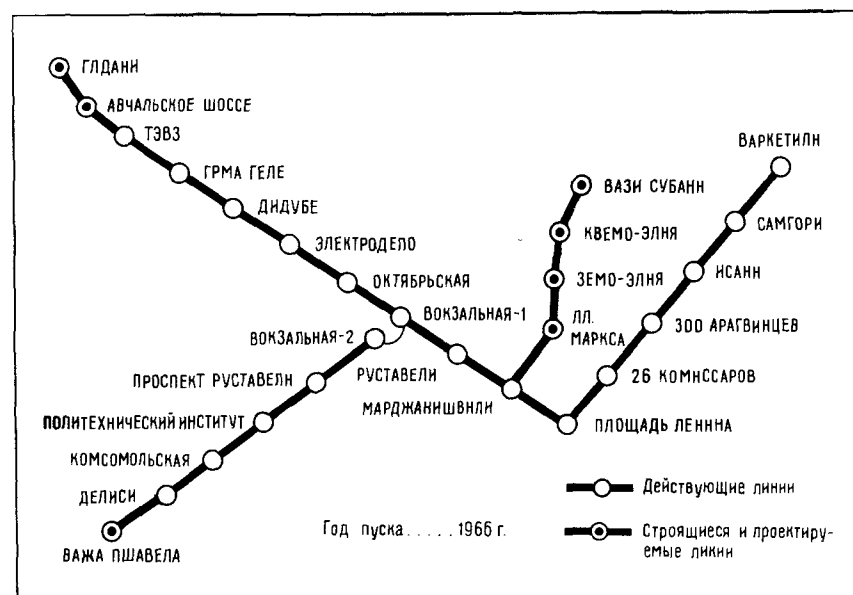 ГЛДАНИ
АВЧАЛЬСКОЕ ШОССЕ
ТЭВЗ
ГРМА ГЕЛЕ
ДИДУБЕ
ЭЛЕКТРОДЕПО
ОКТЯБРЬСКАЯ
ВОКЗАЛЬНАЯ-1
ВОКЗАЛЬНАЯ-2
РУСТАВЕЛИ
МАРДЖАНИШВИЛИ
ПРОСПЕКТ РУСТАВЕЛИ
ПОЛИТЕХНИЧЕСКИЙ ИНСТИТУТ
КОМСОМОЛЬСКАЯ
ДЕЛИСИ
ВАЖА ПШАВЕЛА
ВАЗИ СУБАНИ
КВЕМО-ЭЛИЯ
ЗЕМО-ЭЛИЯ
ПЛ.
МАРКСА
ВАРКЕТИЛИ
САМГОРИ
ИСАНИ
300 АРАГВИНЦЕВ
26 КОМИССАРОВ
ПЛОЩАДЬ ЛЕНИНА
Год пуска.....1966 г.
Действующие линии
Строящиеся и проектиру-
емые линии